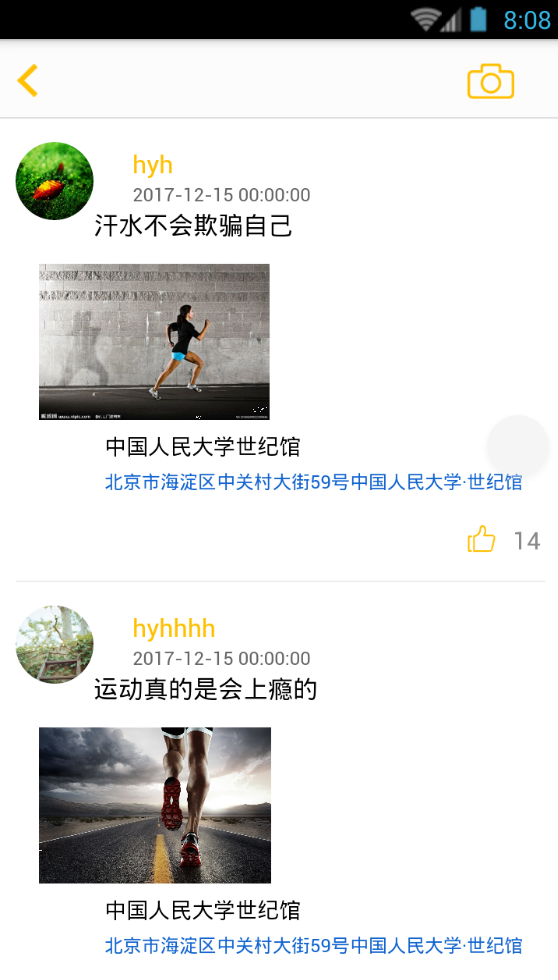 8:08
hyh
2017-12-15 00:00:00
汗水不会欺骗自己
中国人民大学世纪馆
北京市海淀区中关村大街59号中国人民大学·世纪馆
14
hyhhhh
2017-12-15 00:00:00
运动真的是会上瘾的
中国人民大学世纪馆
北京市海淀区中关村大街59号中国人民大学·世纪馆